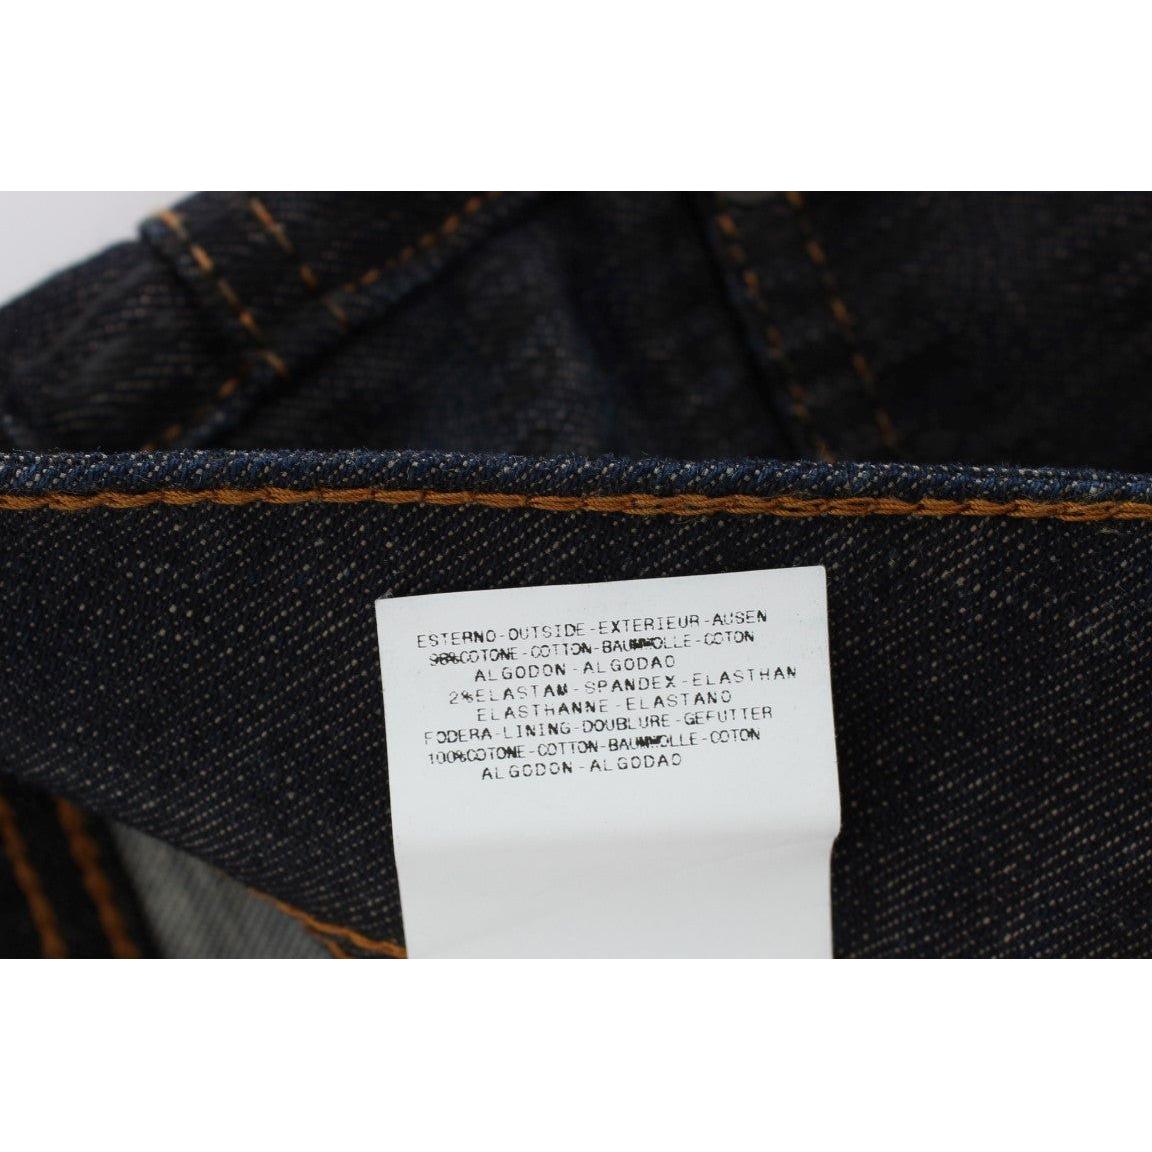 ESTERNO-OUTSIDE-EXTERIEUR-AUSEN
98%COTONE-COTTON-BAUMWOLLE-COTON
ALGODON-ALGODAO
2%ELASTAM-SPANDEX-ELASTHAN
ELASTHANNE-ELASTANO
FODERA-LINING-DOUBLURE-GEFUTTER
100%COTONE-COTTON-BAUMWOLLE-COTON
ALGODON-ALGODAO